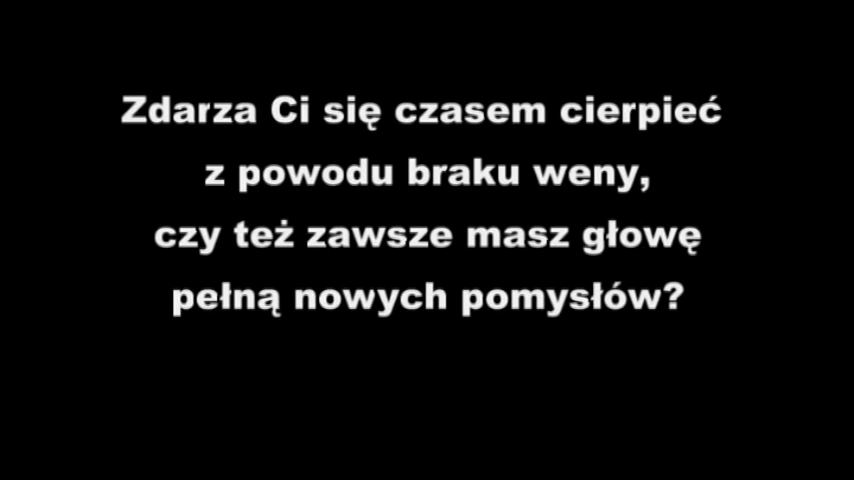 Zdarza Ci się czasem cierpieć
z powodu braku weny,
czy też zawsze masz głowę
pełną nowych pomysłów?